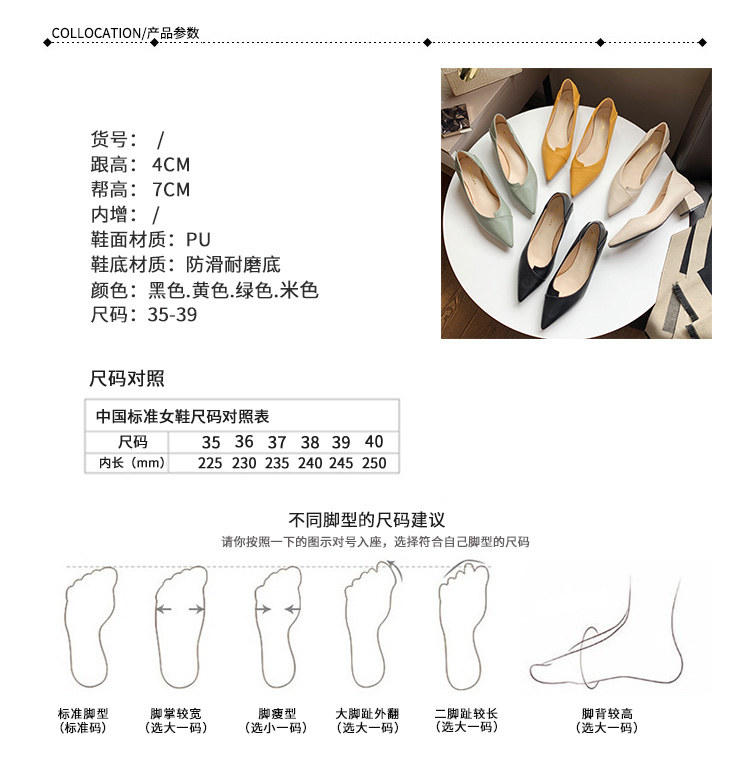 COLLOCATION/产品参数
货号： /
跟高： 4CM
帮高： 7CM
内增： /
鞋面材质：PU
鞋底材质：防滑耐磨底
颜色：黑色.黄色.绿色.米色
尺码：35-39
尺码对照
中国标准女鞋尺码对照表
尺码 35 36 37 38 39 40
内长（mm） 225 230 235 240 245 250
不同脚型的尺码建议
请你按照一下的图示对号入座，选择符合自己脚型的尺码
标准脚型 脚掌较宽 脚瘦型 大脚趾外翻 二脚趾较长 脚背较高
（标准码） （选大一码） （选小一码） （选大一码） （选大一码） （选大一码）